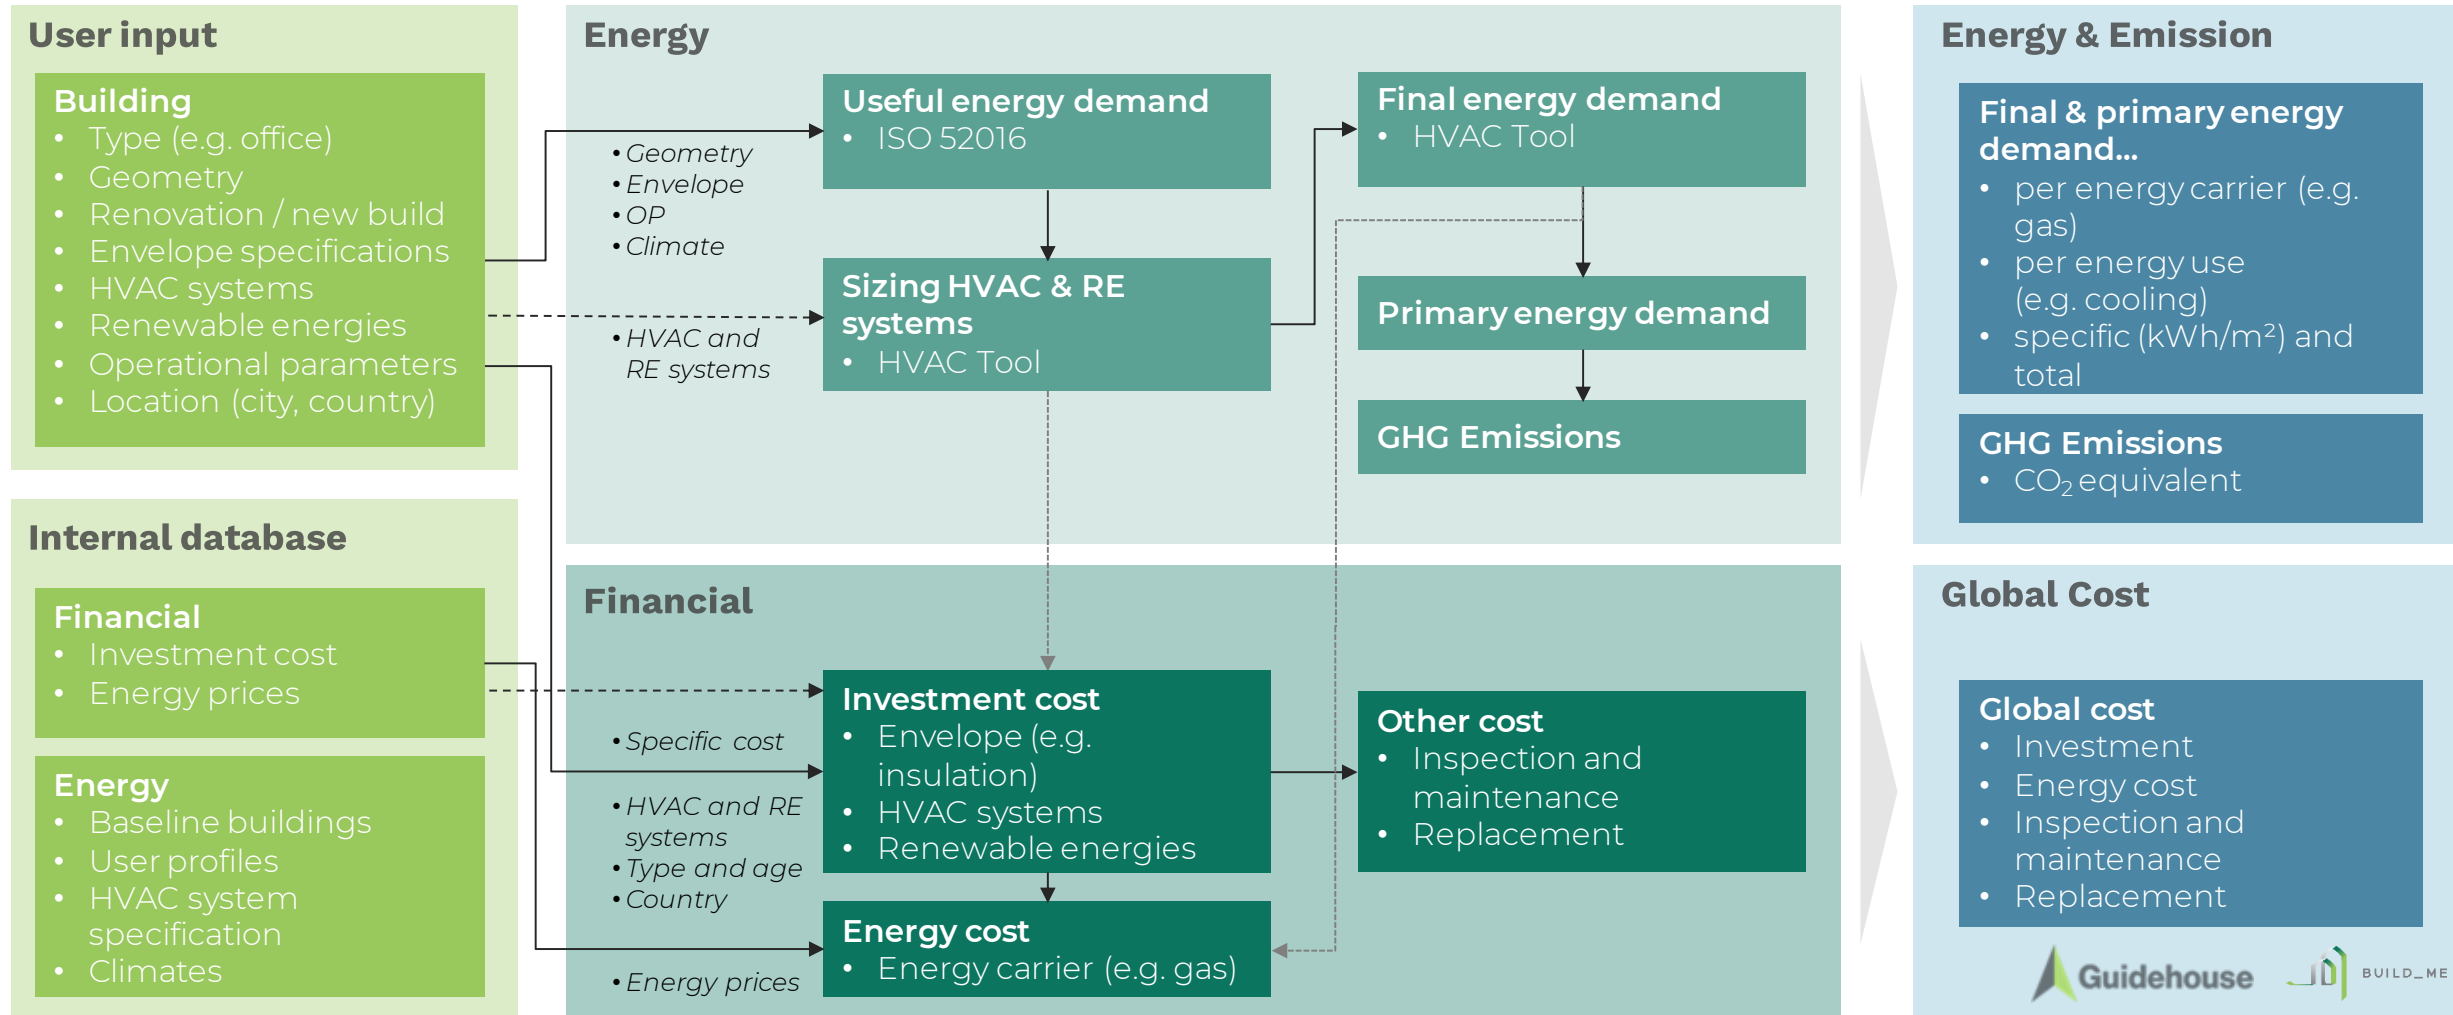 User input
Building
• Type (e.g. office)
• Geometry
• Renovation / new build
• Envelope specifications
• HVAC systems
• Renewable energies
• Operational parameters
• Location (city, country)
Internal database
Financial
• Investment cost
• Energy prices
Energy
• Baseline buildings
• User profiles
• HVAC system
specification
• Climates
Energy
• Geometry
• Envelope
• OP
• Climate
• HVAC and
RE systems
Useful energy demand
• ISO 52016
Sizing HVAC & RE
systems
• HVAC Tool
Final energy demand
• HVAC Tool
Primary energy demand
GHG Emissions
Financial
• Specific cost
• HVAC and RE
systems
• Type and age
• Country
• Energy prices
Investment cost
• Envelope (e.g.
insulation)
• HVAC systems
• Renewable energies
Energy cost
• Energy carrier (e.g. gas)
Other cost
• Inspection and
maintenance
• Replacement
Energy & Emission
Final & primary energy
demand...
• per energy carrier (e.g.
gas)
• per energy use
(e.g. cooling)
• specific (kWh/m²) and
total
GHG Emissions
• CO₂ equivalent
Global Cost
Global cost
• Investment
• Energy cost
• Inspection and
maintenance
• Replacement
Guidehouse
BUILD_ME